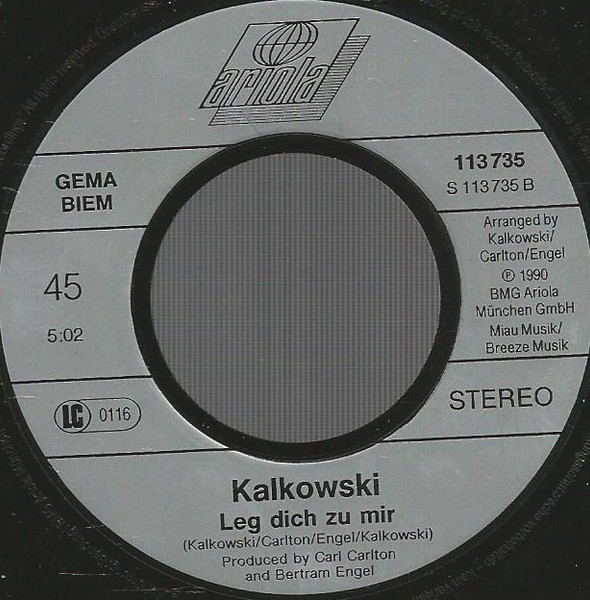 ariola
GEMA
BIEM
45
5:02
LC 0116
113 735
S 113 735 B
Arranged by
Kalkowski/
Carlton/Engel
℗ 1990
BMG Ariola
München GmbH
Miau Musik/
Breeze Musik
STEREO
Kalkowski
Leg dich zu mir
(Kalkowski/Carlton/Engel/Kalkowski)
Produced by Carl Carlton
and Bertram Engel